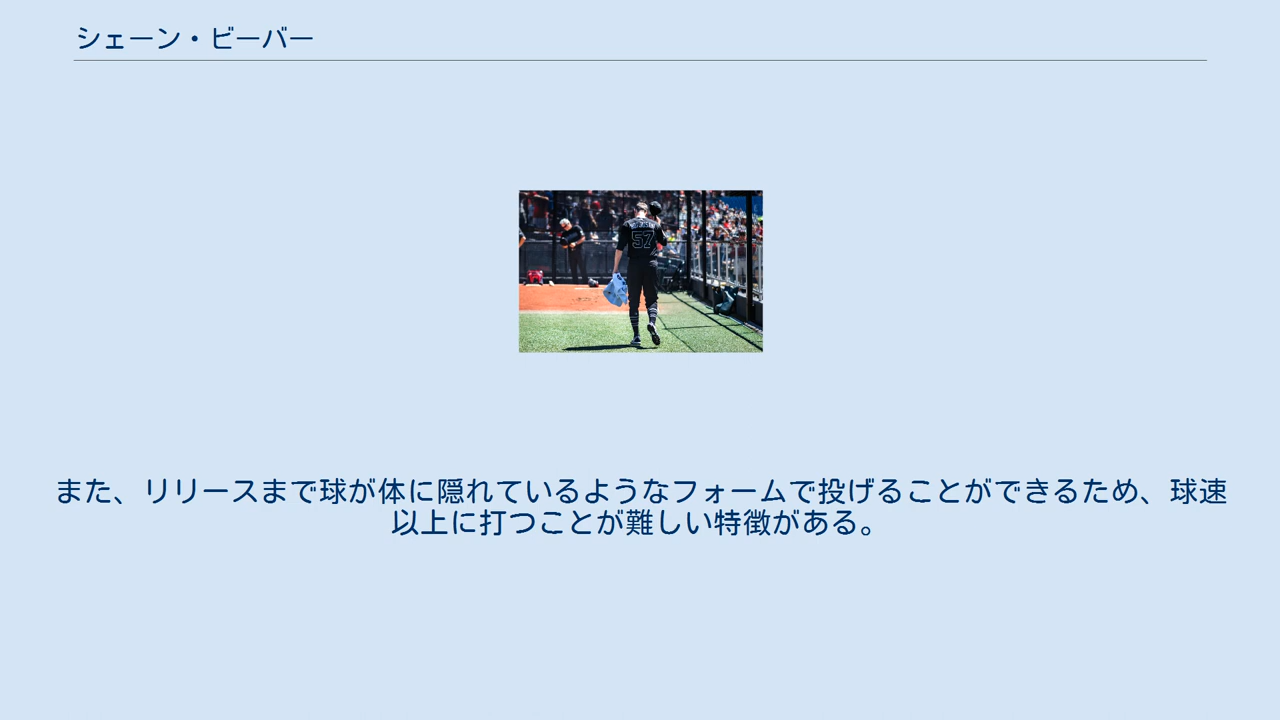 シェーン・ビーバー
57
また、リリースまで球が体に隠れているようなフォームで投げることができるため、球速
以上に打つことが難しい特徴がある。